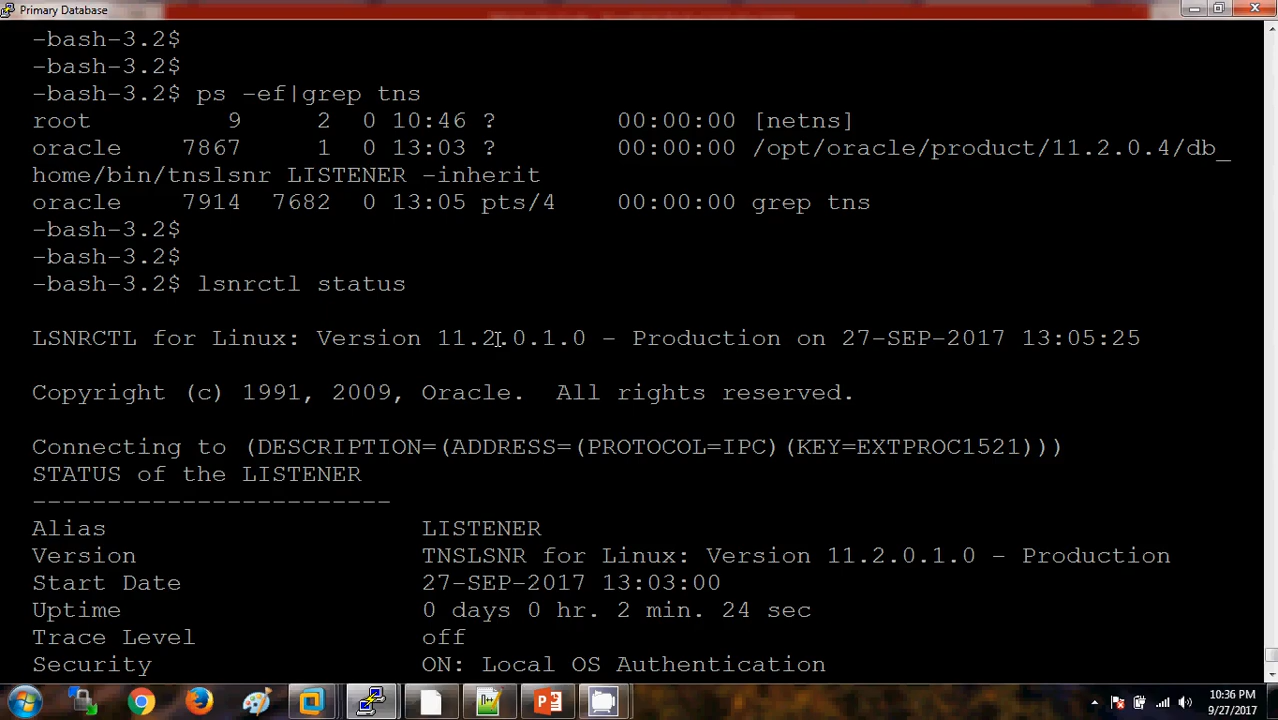 Primary Database
-bash-3.2$
-bash-3.2$
-bash-3.2$ ps -ef|grep tns
root         9     2  0 10:46 ?        00:00:00 [netns]
oracle    7867     1  0 13:03 ?        00:00:00 /opt/oracle/product/11.2.0.4/db_
home/bin/tnslsnr LISTENER -inherit
oracle    7914  7682  0 13:05 pts/4    00:00:00 grep tns
-bash-3.2$
-bash-3.2$
-bash-3.2$ lsnrctl status
LSNRCTL for Linux: Version 11.2.0.1.0 - Production on 27-SEP-2017 13:05:25
Copyright (c) 1991, 2009, Oracle.  All rights reserved.
Connecting to (DESCRIPTION=(ADDRESS=(PROTOCOL=IPC)(KEY=EXTPROC1521)))
STATUS of the LISTENER
------------------------
Alias                     LISTENER
Version                   TNSLSNR for Linux: Version 11.2.0.1.0 - Production
Start Date                27-SEP-2017 13:03:00
Uptime                    0 days 0 hr. 2 min. 24 sec
Trace Level               off
Security                  ON: Local OS Authentication
10:36 PM
9/27/2017